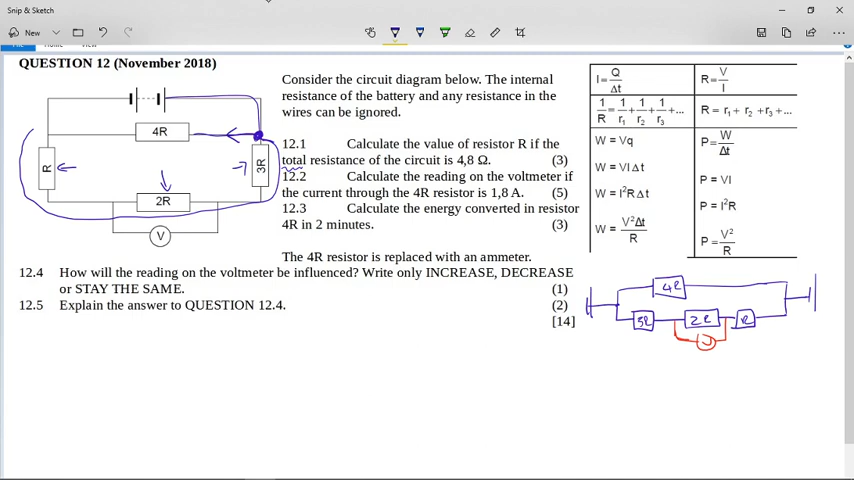 Snip & Sketch
New
View
QUESTION 12 (November 2018)
4R
R
3R
2R
V
Consider the circuit diagram below. The internal
resistance of the battery and any resistance in the
wires can be ignored.
12.1 Calculate the value of resistor R if the
total resistance of the circuit is 4,8 Ω. (3)
12.2 Calculate the reading on the voltmeter if
the current through the 4R resistor is 1,8 A. (5)
12.3 Calculate the energy converted in resistor
4R in 2 minutes. (3)
The 4R resistor is replaced with an ammeter.
12.4 How will the reading on the voltmeter be influenced? Write only INCREASE, DECREASE
or STAY THE SAME. (1)
12.5 Explain the answer to QUESTION 12.4. (2)
[14]
I = Q/Δt
R = V/I
1/R = 1/r₁ + 1/r₂ + 1/r₃ + ...
R = r₁ + r₂ + r₃ + ...
W = Vq
P = W/Δt
W = VI Δt
P = VI
W = I²R Δt
P = I²R
W = V²Δt/R
P = V²/R
4R
3R
2R
R
V